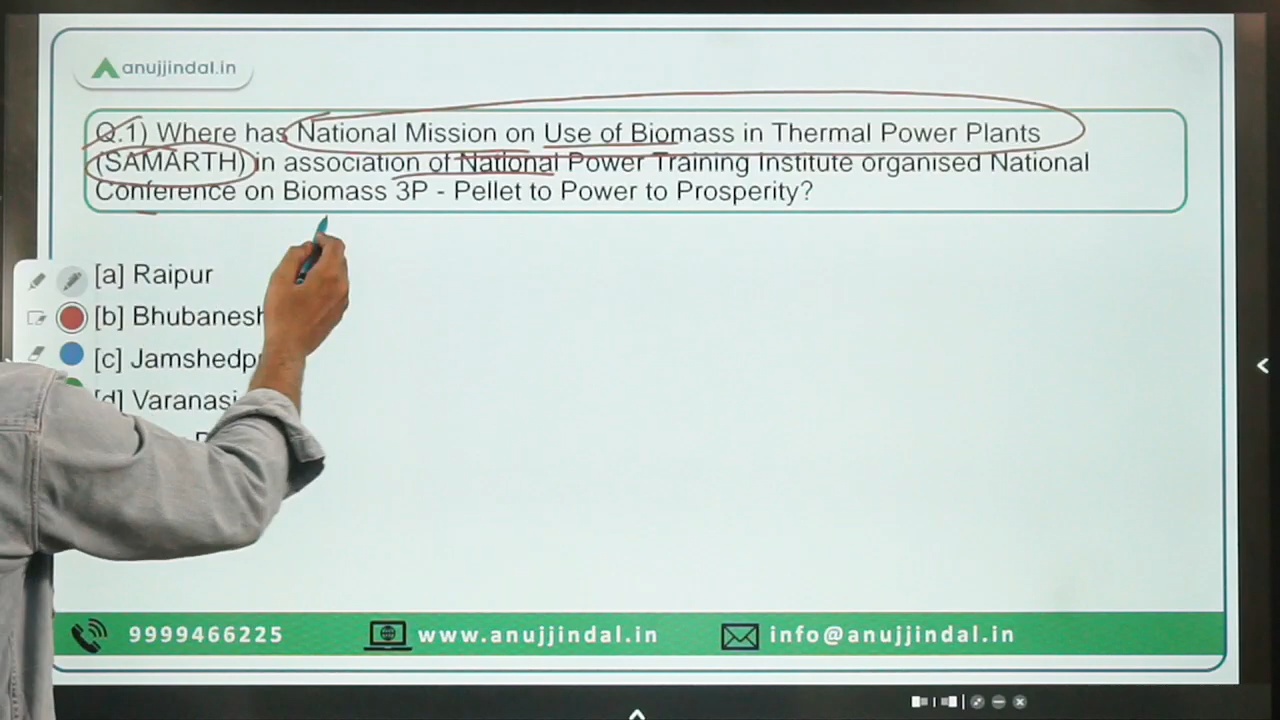 anujjindal.in
Q.1) Where has National Mission on Use of Biomass in Thermal Power Plants
(SAMARTH) in association of National Power Training Institute organised National
Conference on Biomass 3P - Pellet to Power to Prosperity?
[a] Raipur
[b]
[c]
[d] Varanasi
9999466225 www.anujjindal.in info@anujjindal.in